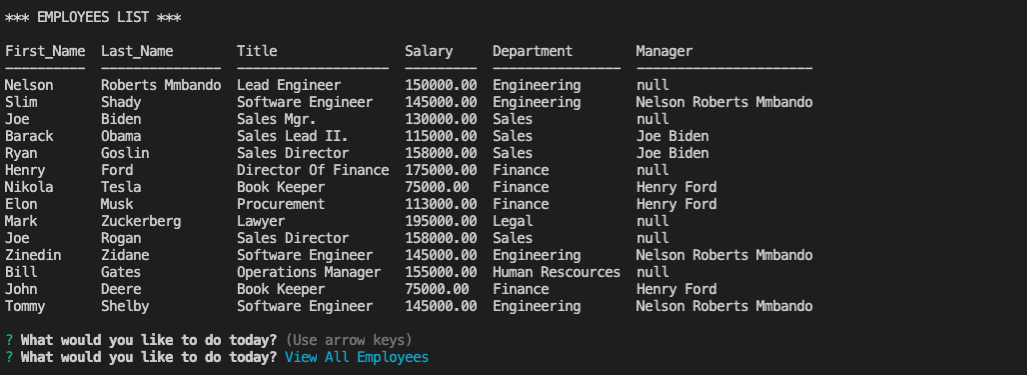 *** EMPLOYEES LIST ***
First_Name  Last_Name        Title                Salary     Department        Manager
----------  ---------------  -------------------  ---------  ----------------  ----------------------
Nelson      Roberts Mmbando  Lead Engineer        150000.00  Engineering       null
Slim        Shady            Software Engineer    145000.00  Engineering       Nelson Roberts Mmbando
Joe         Biden            Sales Mgr.           130000.00  Sales             null
Barack      Obama            Sales Lead II.       115000.00  Sales             Joe Biden
Ryan        Goslin           Sales Director       158000.00  Sales             Joe Biden
Henry       Ford             Director Of Finance  175000.00  Finance           null
Nikola      Tesla            Book Keeper          75000.00   Finance           Henry Ford
Elon        Musk             Procurement          113000.00  Finance           Henry Ford
Mark        Zuckerberg       Lawyer               195000.00  Legal             null
Joe         Rogan            Sales Director       158000.00  Sales             null
Zinedin     Zidane           Software Engineer    145000.00  Engineering       Nelson Roberts Mmbando
Bill        Gates            Operations Manager   155000.00  Human Rescources  null
John        Deere            Book Keeper          75000.00   Finance           Henry Ford
Tommy       Shelby           Software Engineer    145000.00  Engineering       Nelson Roberts Mmbando
? What would you like to do today? (Use arrow keys)
? What would you like to do today? View All Employees